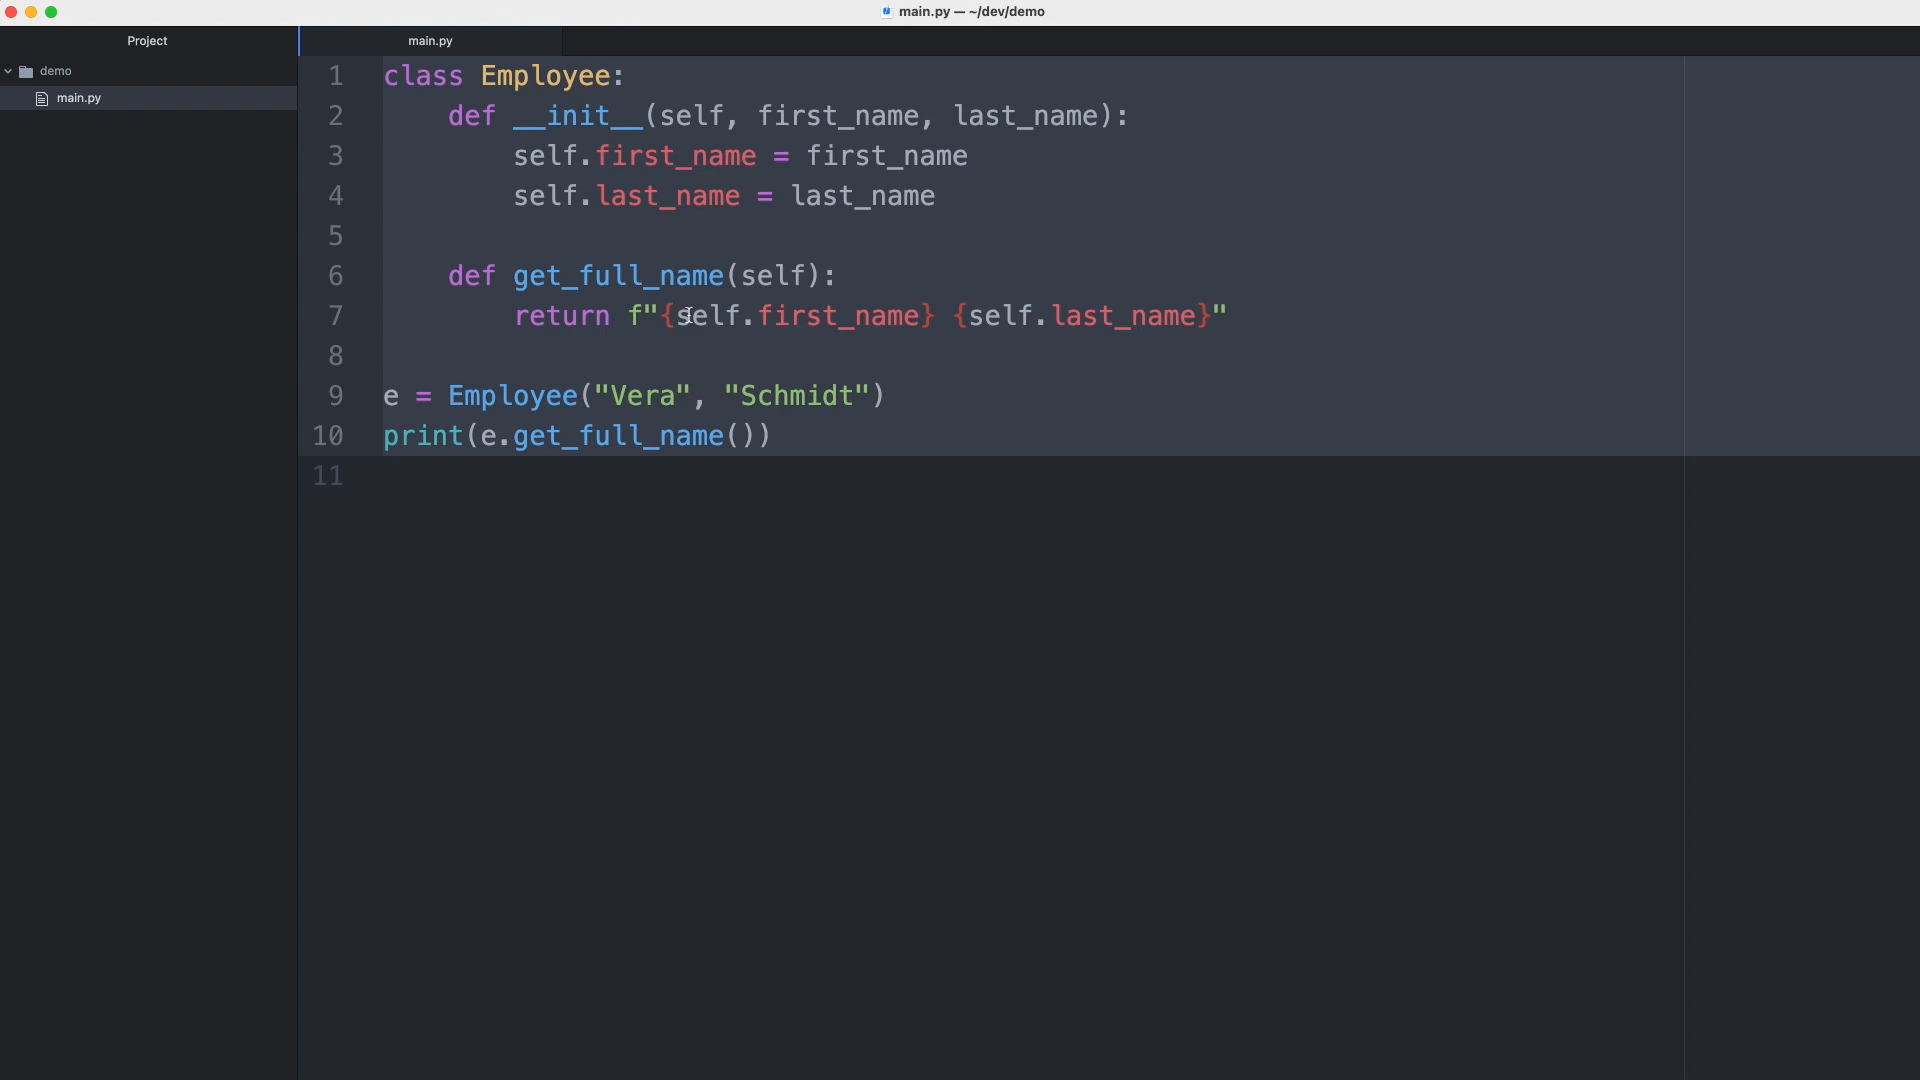 main.py — ~/dev/demo
Project
main.py
demo
main.py
1 class Employee:
2     def __init__(self, first_name, last_name):
3         self.first_name = first_name
4         self.last_name = last_name
5
6     def get_full_name(self):
7         return f"{self.first_name} {self.last_name}"
8
9 e = Employee("Vera", "Schmidt")
10 print(e.get_full_name())
11